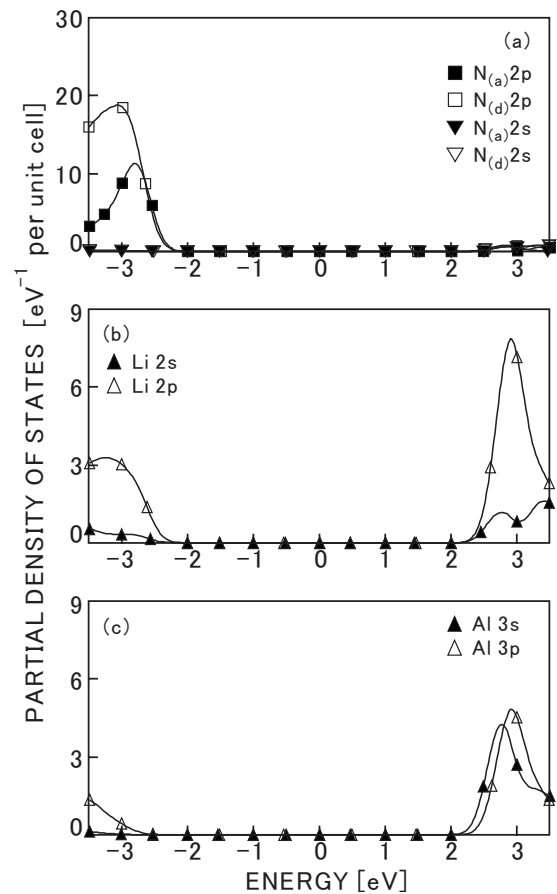 PARTIAL DENSITY OF STATES [eV⁻¹ per unit cell]
30
(a)
N(a)2p
N(d)2p
20
N(a)2s
N(d)2s
10
0
−3 −2 −1 0 1 2 3
9
(b)
Li 2s
6
Li 2p
3
0
−3 −2 −1 0 1 2 3
9
(c)
Al 3s
Al 3p
6
3
0
−3 −2 −1 0 1 2 3
ENERGY [eV]